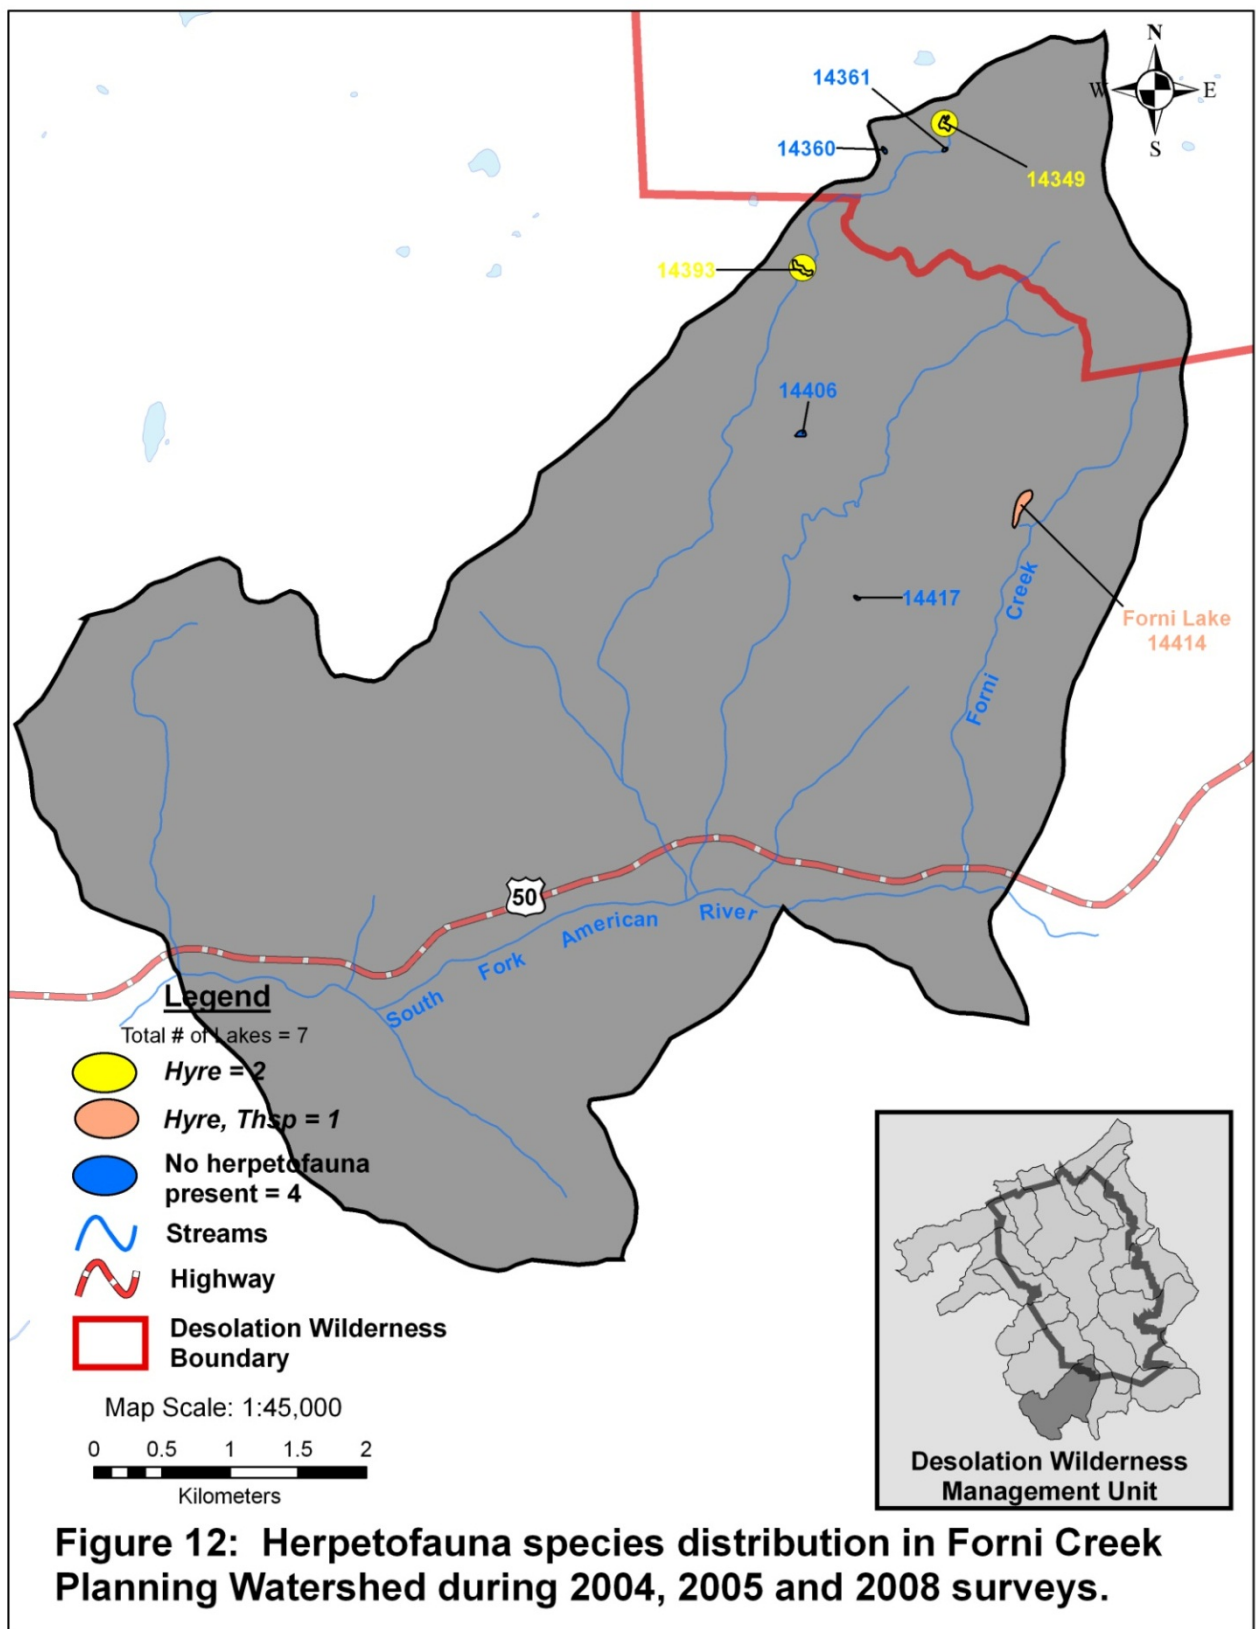 N
W
E
S
14361
14360
14349
14393
14406
14417
Forni Creek
Forni Lake
14414
50
South Fork American River
Legend
Total # of Lakes = 7
Hyre = 2
Hyre, Thsp = 1
No herpetofauna
present = 4
Streams
Highway
Desolation Wilderness
Boundary
Map Scale: 1:45,000
0 0.5 1 1.5 2
Kilometers
Desolation Wilderness
Management Unit
Figure 12: Herpetofauna species distribution in Forni Creek
Planning Watershed during 2004, 2005 and 2008 surveys.